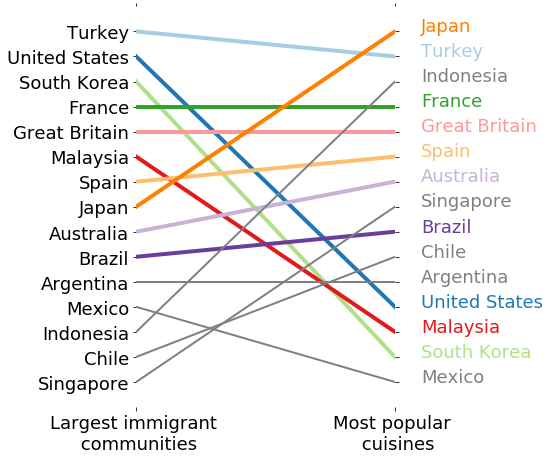 Turkey
United States
South Korea
France
Great Britain
Malaysia
Spain
Japan
Australia
Brazil
Argentina
Mexico
Indonesia
Chile
Singapore
Japan
Turkey
Indonesia
France
Great Britain
Spain
Australia
Singapore
Brazil
Chile
Argentina
United States
Malaysia
South Korea
Mexico
Largest immigrant
communities
Most popular
cuisines